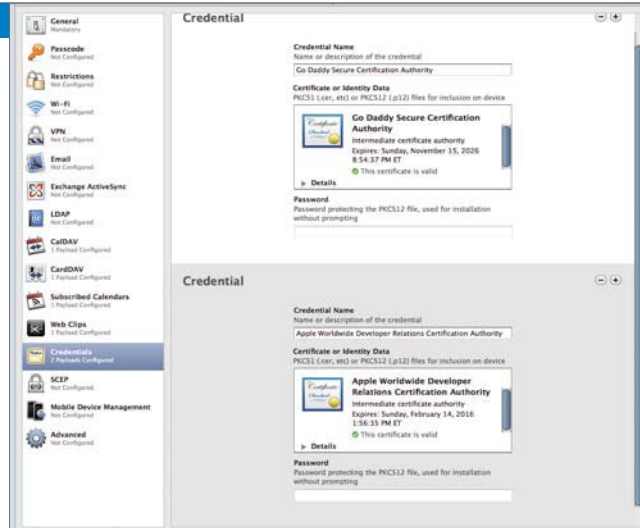 General
Mandatory
Passcode
Not Configured
Restrictions
Not Configured
Wi-Fi
Not Configured
VPN
Not Configured
Email
Not Configured
Exchange ActiveSync
Not Configured
LDAP
Not Configured
CalDAV
1 Payload Configured
CardDAV
1 Payload Configured
Subscribed Calendars
1 Payload Configured
Web Clips
1 Payload Configured
Credentials
2 Payloads Configured
SCEP
Not Configured
Mobile Device Management
Not Configured
Advanced
Not Configured
Credential
Credential Name
Name or description of the credential
Go Daddy Secure Certification Authority
Certificate or Identity Data
PKCS1 (.cer, etc) or PKCS12 (.p12) files for inclusion on device
Certificate
Standard
Go Daddy Secure Certification
Authority
Intermediate certificate authority
Expires: Sunday, November 15, 2026
8:54:37 PM ET
This certificate is valid
Details
Password
Password protecting the PKCS12 file, used for installation
without prompting
Credential
Credential Name
Name or description of the credential
Apple Worldwide Developer Relations Certification Authority
Certificate or Identity Data
PKCS1 (.cer, etc) or PKCS12 (.p12) files for inclusion on device
Certificate
Standard
Apple Worldwide Developer
Relations Certification Authority
Intermediate certificate authority
Expires: Sunday, February 14, 2016
1:56:35 PM ET
This certificate is valid
Details
Password
Password protecting the PKCS12 file, used for installation
without prompting